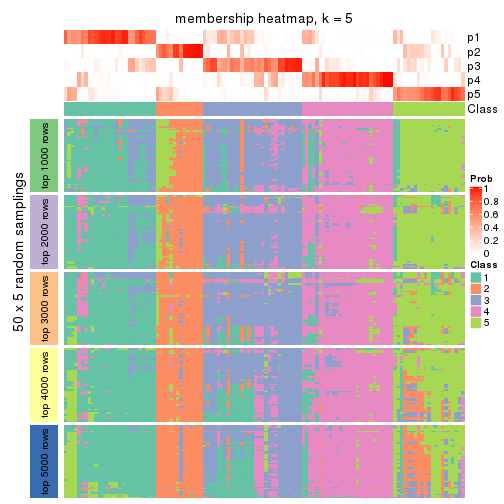 membership heatmap, k = 5
p1
p2
p3
p4
p5
Class
50 x 5 random samplings
top 1000 rows
top 2000 rows
top 3000 rows
top 4000 rows
top 5000 rows
Prob
1
0.8
0.6
0.4
0.2
0
Class
1
2
3
4
5